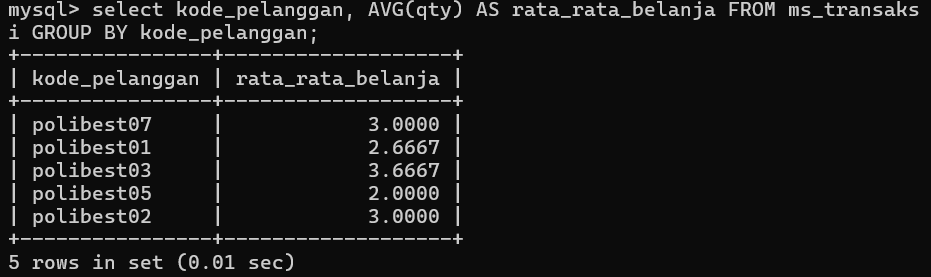 mysql> select kode_pelanggan, AVG(qty) AS rata_rata_belanja FROM ms_transaks
i GROUP BY kode_pelanggan;
+----------------+-------------------+
| kode_pelanggan | rata_rata_belanja |
+----------------+-------------------+
| polibest07     |            3.0000 |
| polibest01     |            2.6667 |
| polibest03     |            3.6667 |
| polibest05     |            2.0000 |
| polibest02     |            3.0000 |
+----------------+-------------------+
5 rows in set (0.01 sec)